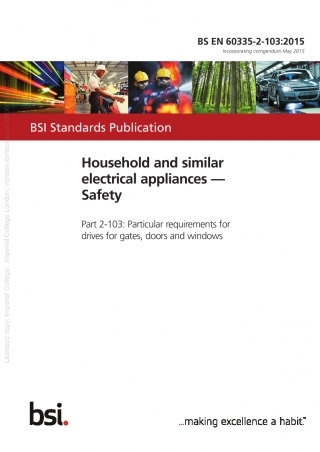 BS EN 60335-2-103:2015
Incorporating corrigendum May 2015
BSI Standards Publication
Household and similar
electrical appliances —
Safety
Part 2-103: Particular requirements for
drives for gates, doors and windows
bsi.
...making excellence a habit.™